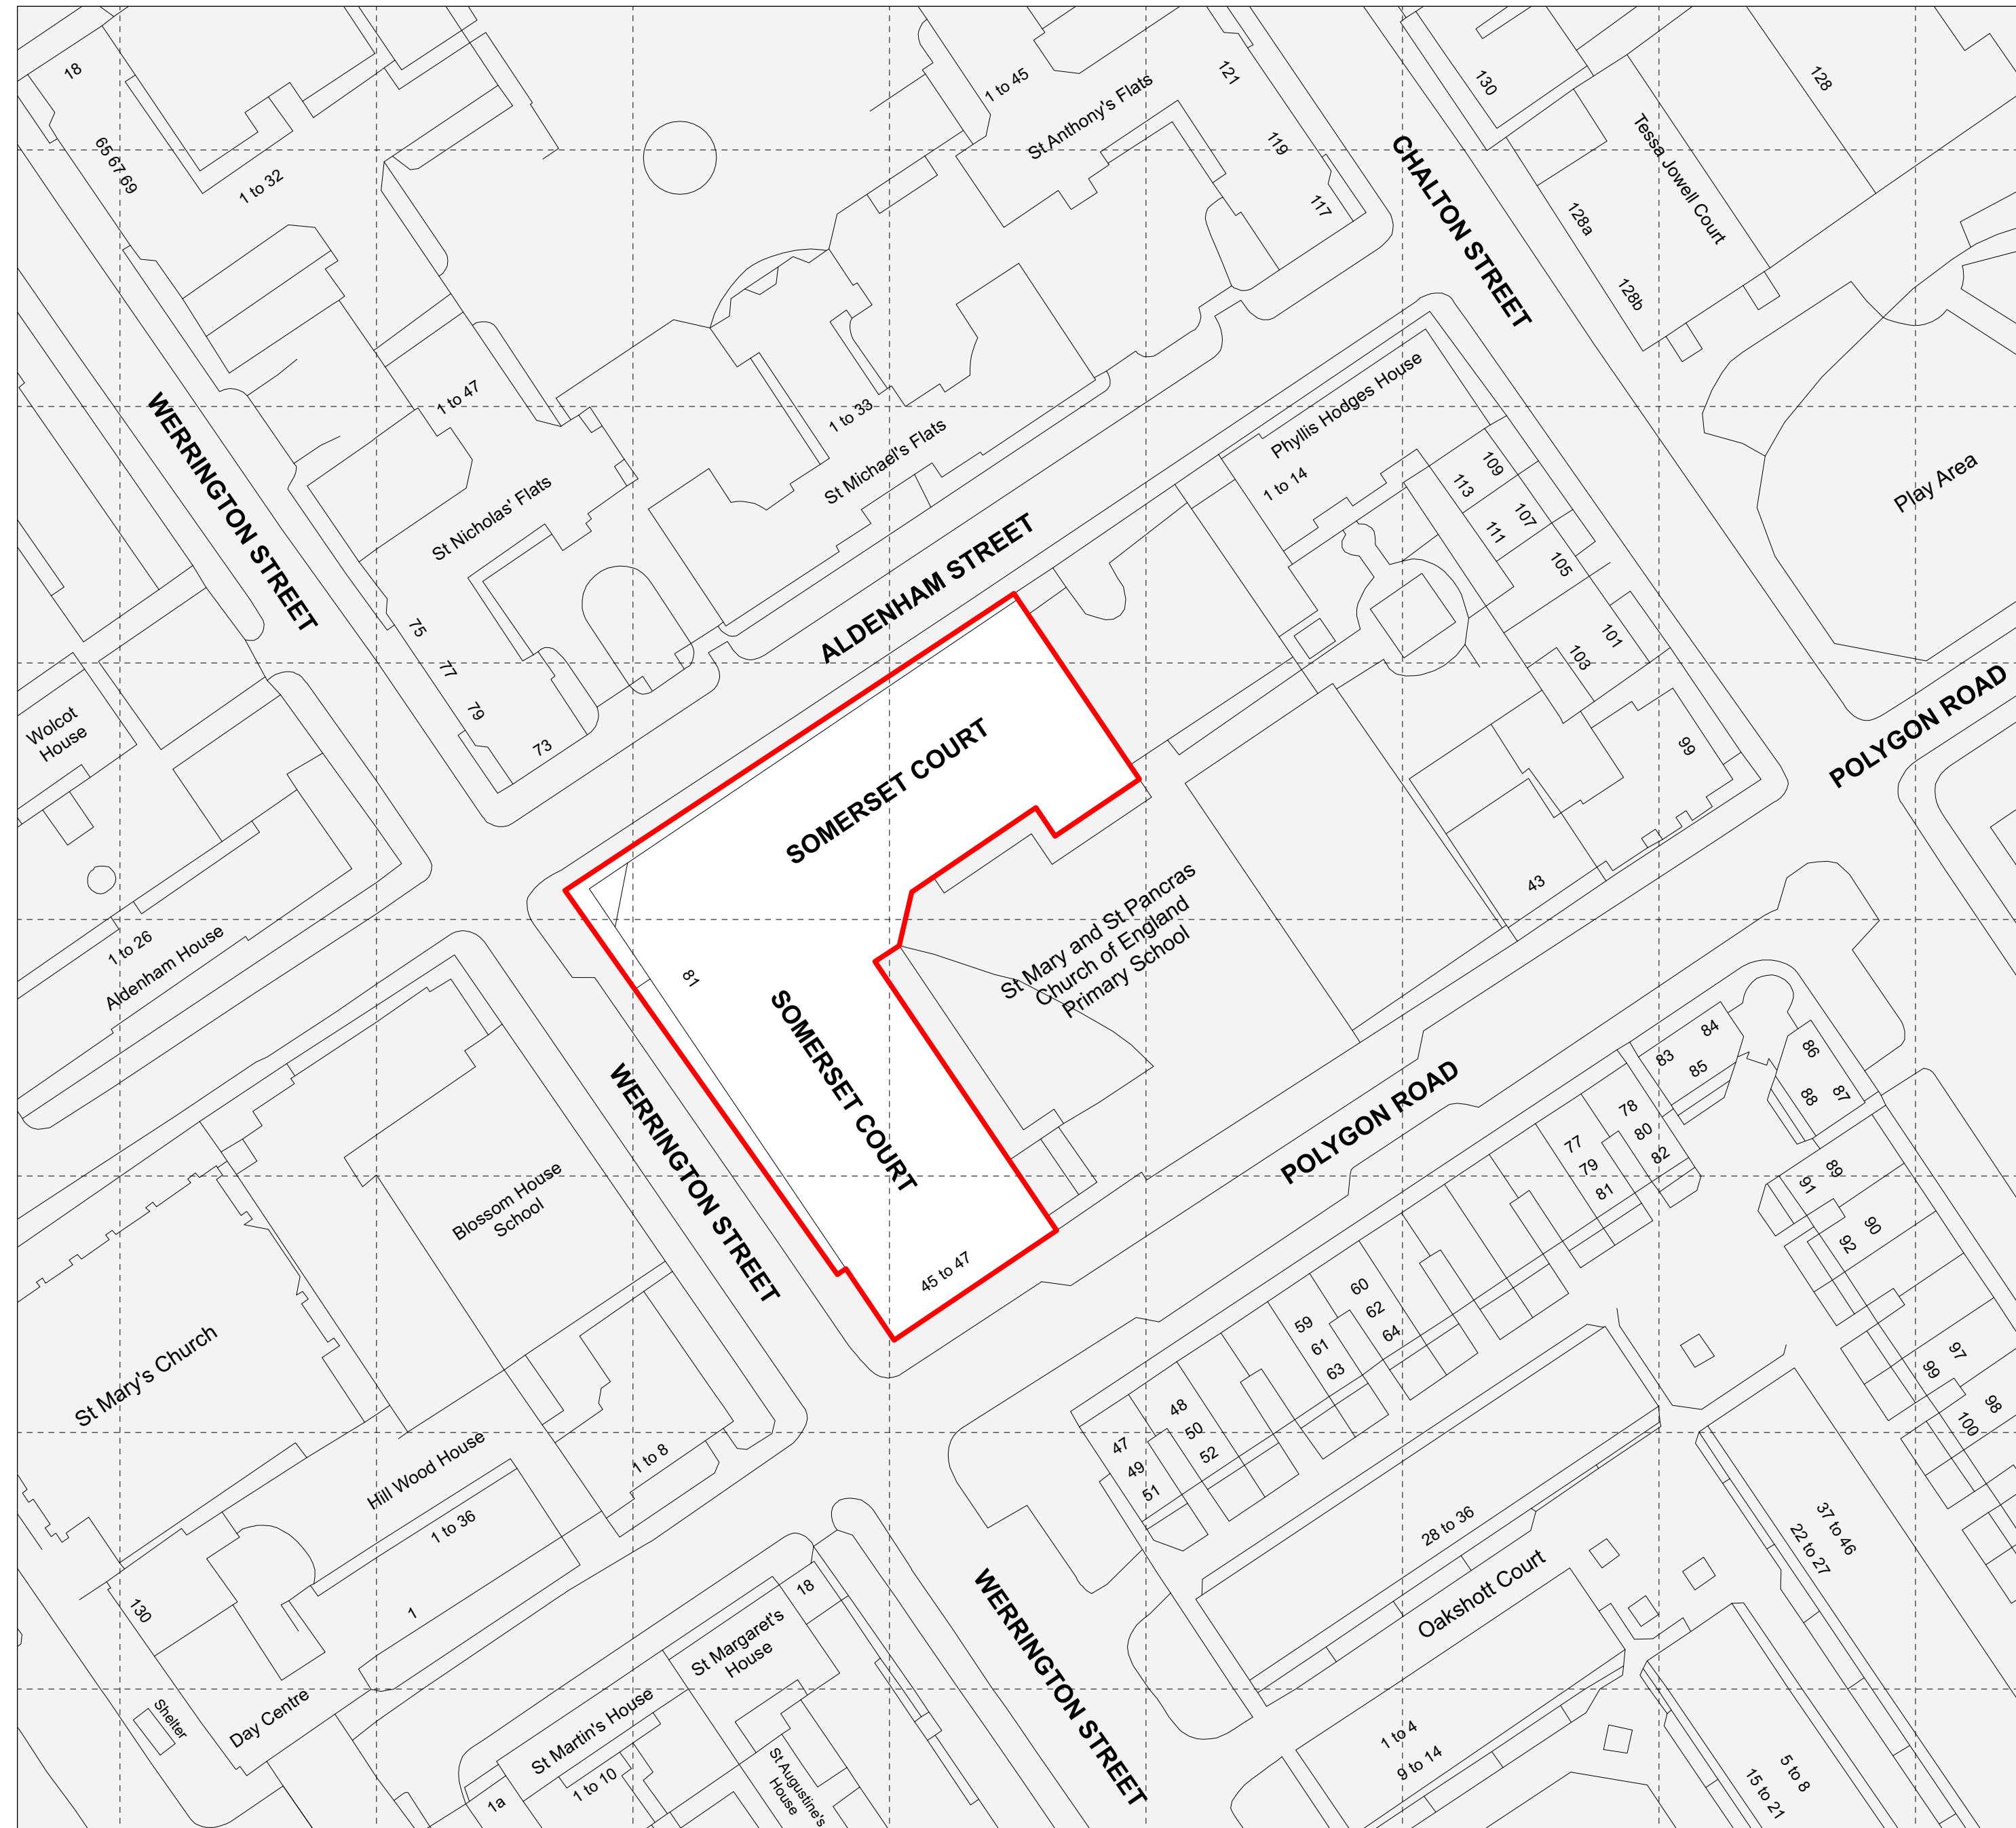 18
65 67 69
1 to 32
1 to 45
St Anthony's Flats
121
119
117
130
128
CHALTON STREET
Tessa Jowell Court
128a
128b
WERRINGTON STREET
1 to 47
St Nicholas' Flats
1 to 33
St Michael's Flats
Phyllis Hodges House
1 to 14
109
113
107
111
105
Play Area
ALDENHAM STREET
75
77
79
73
101
103
99
POLYGON ROAD
Wolcot
House
SOMERSET COURT
43
1 to 26
Aldenham House
81
St Mary and St Pancras
Church of England
Primary School
SOMERSET COURT
WERRINGTON STREET
POLYGON ROAD
83
84
85
86
88
87
Blossom House
School
77
79
81
78
80
82
89
91
90
92
45 to 47
St Mary's Church
59
61
63
60
62
64
97
99
98
100
Hill Wood House
1 to 36
1 to 8
47
49
51
48
50
52
28 to 36
Oakshott Court
37 to 46
22 to 27
130
1
18
St Margaret's
House
WERRINGTON STREET
Shelter
Day Centre
St Martin's House
1 to 10
1a
St Augustine's
House
1 to 4
9 to 14
5 to 8
15 to 21